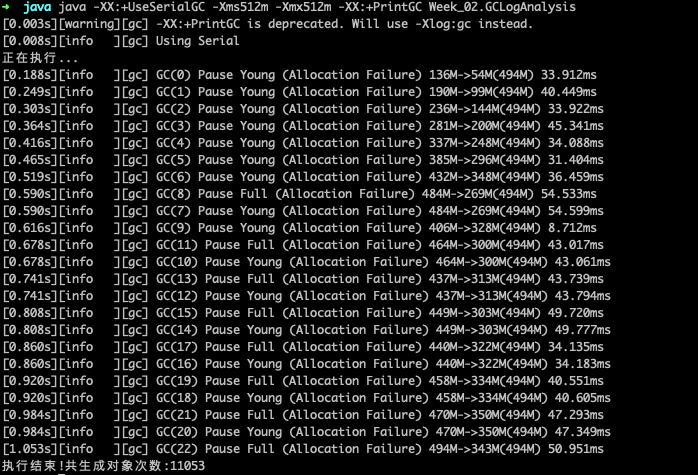 ➜  java java -XX:+UseSerialGC -Xms512m -Xmx512m -XX:+PrintGC Week_02.GCLogAnalysis
[0.003s][warning][gc] -XX:+PrintGC is deprecated. Will use -Xlog:gc instead.
[0.008s][info   ][gc] Using Serial
正在执行...
[0.188s][info   ][gc] GC(0) Pause Young (Allocation Failure) 136M->54M(494M) 33.912ms
[0.249s][info   ][gc] GC(1) Pause Young (Allocation Failure) 190M->99M(494M) 40.449ms
[0.303s][info   ][gc] GC(2) Pause Young (Allocation Failure) 236M->144M(494M) 33.922ms
[0.364s][info   ][gc] GC(3) Pause Young (Allocation Failure) 281M->200M(494M) 45.341ms
[0.416s][info   ][gc] GC(4) Pause Young (Allocation Failure) 337M->248M(494M) 34.088ms
[0.465s][info   ][gc] GC(5) Pause Young (Allocation Failure) 385M->296M(494M) 31.404ms
[0.519s][info   ][gc] GC(6) Pause Young (Allocation Failure) 432M->348M(494M) 36.459ms
[0.590s][info   ][gc] GC(8) Pause Full (Allocation Failure) 484M->269M(494M) 54.533ms
[0.590s][info   ][gc] GC(7) Pause Young (Allocation Failure) 484M->269M(494M) 54.599ms
[0.616s][info   ][gc] GC(9) Pause Young (Allocation Failure) 406M->328M(494M) 8.712ms
[0.678s][info   ][gc] GC(11) Pause Full (Allocation Failure) 464M->300M(494M) 43.017ms
[0.678s][info   ][gc] GC(10) Pause Young (Allocation Failure) 464M->300M(494M) 43.061ms
[0.741s][info   ][gc] GC(13) Pause Full (Allocation Failure) 437M->313M(494M) 43.739ms
[0.741s][info   ][gc] GC(12) Pause Young (Allocation Failure) 437M->313M(494M) 43.794ms
[0.808s][info   ][gc] GC(15) Pause Full (Allocation Failure) 449M->303M(494M) 49.720ms
[0.808s][info   ][gc] GC(14) Pause Young (Allocation Failure) 449M->303M(494M) 49.777ms
[0.860s][info   ][gc] GC(17) Pause Full (Allocation Failure) 440M->322M(494M) 34.135ms
[0.860s][info   ][gc] GC(16) Pause Young (Allocation Failure) 440M->322M(494M) 34.183ms
[0.920s][info   ][gc] GC(19) Pause Full (Allocation Failure) 458M->334M(494M) 40.551ms
[0.920s][info   ][gc] GC(18) Pause Young (Allocation Failure) 458M->334M(494M) 40.605ms
[0.984s][info   ][gc] GC(21) Pause Full (Allocation Failure) 470M->350M(494M) 47.293ms
[0.984s][info   ][gc] GC(20) Pause Young (Allocation Failure) 470M->350M(494M) 47.349ms
[1.053s][info   ][gc] GC(22) Pause Full (Allocation Failure) 494M->343M(494M) 50.951ms
执行结束!共生成对象次数:11053